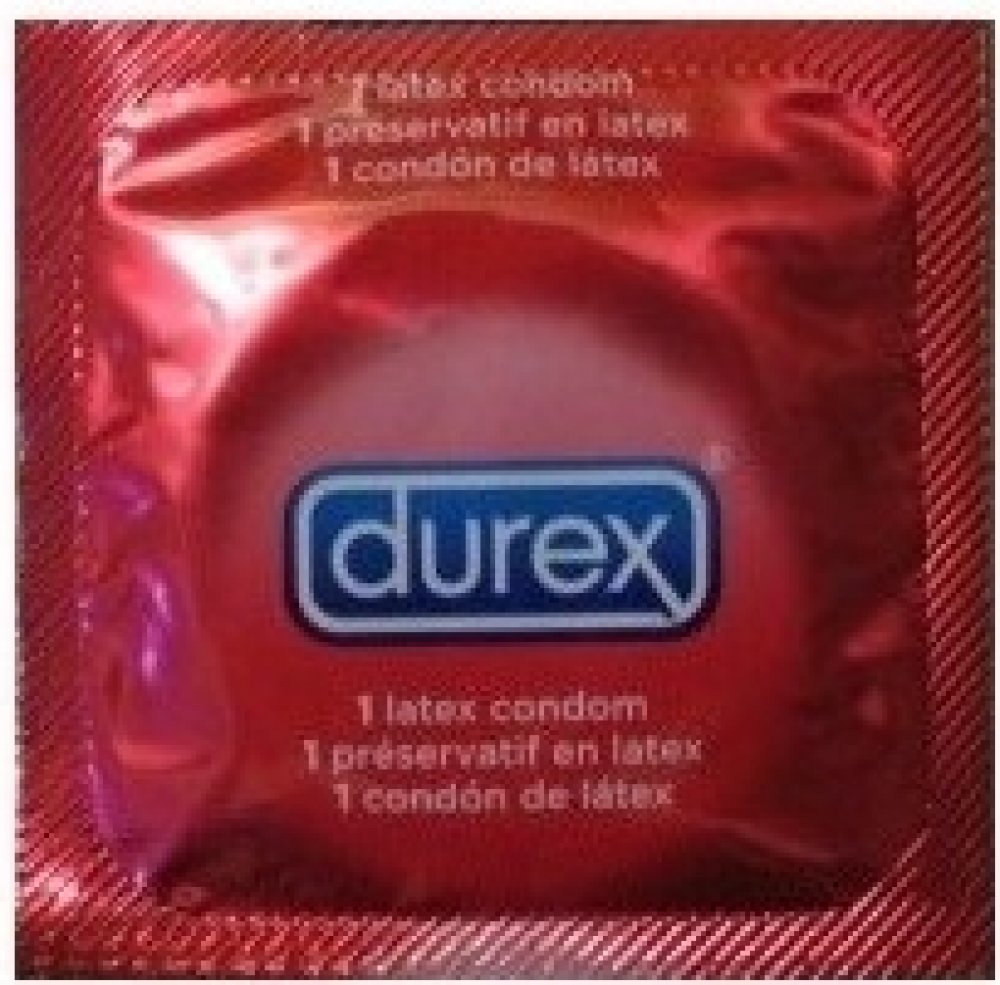 1 latex condom
1 préservatif en latex
1 condón de látex
durex
1 latex condom
1 préservatif en latex
1 condón de látex